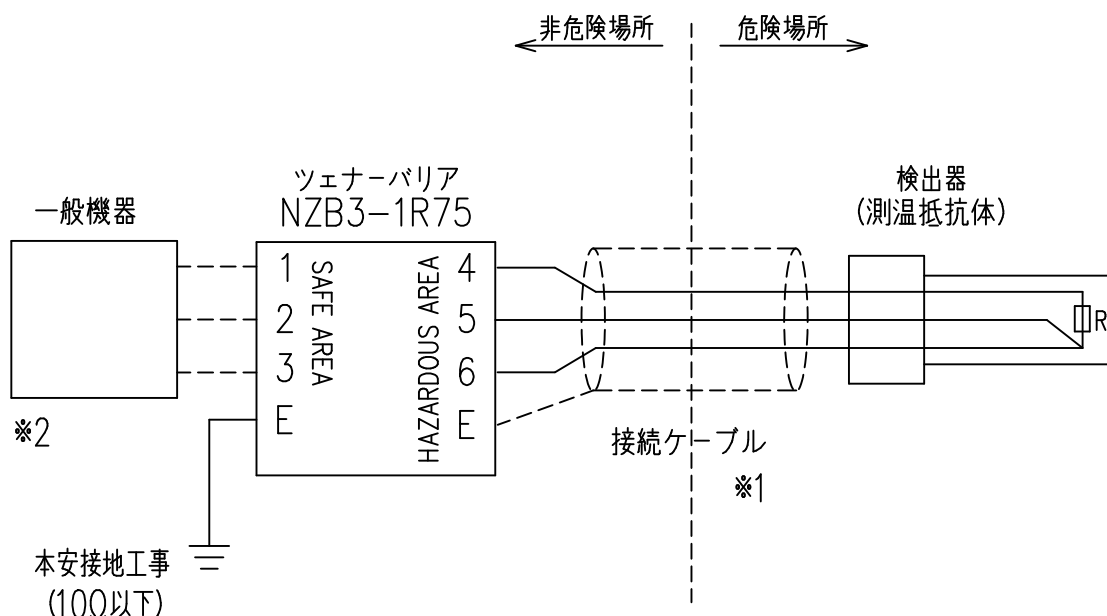 非危険場所
危険場所
ツェナーバリア
NZB3-1R75
検出器
(測温抵抗体)
一般機器
1
2
3
E
SAFE AREA
HAZARDOUS AREA
4
5
6
E
R
※2
接続ケーブル
※1
本安接地工事
(100以下)